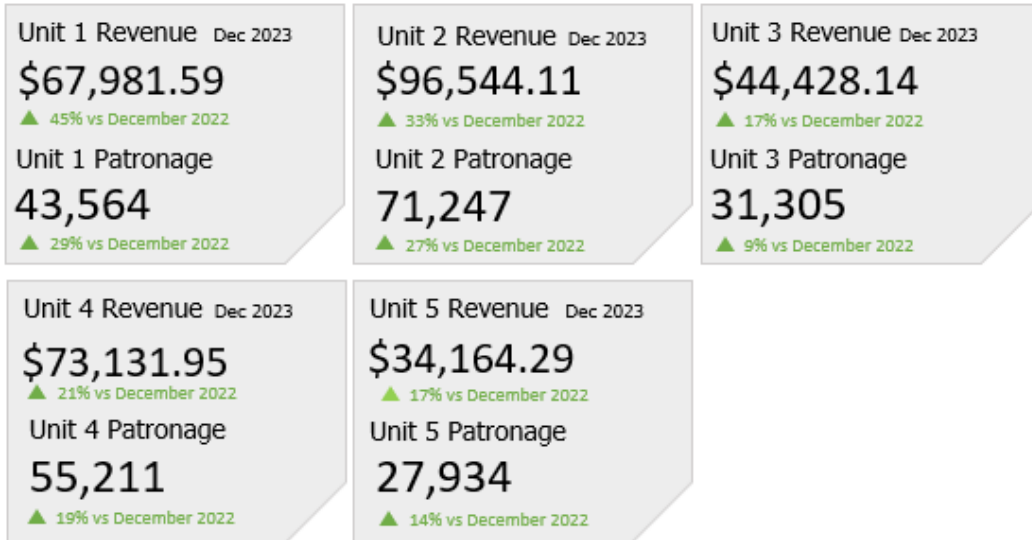 Unit 1 Revenue Dec 2023
$67,981.59
45% vs December 2022
Unit 1 Patronage
43,564
29% vs December 2022
Unit 2 Revenue Dec 2023
$96,544.11
33% vs December 2022
Unit 2 Patronage
71,247
27% vs December 2022
Unit 3 Revenue Dec 2023
$44,428.14
17% vs December 2022
Unit 3 Patronage
31,305
9% vs December 2022
Unit 4 Revenue Dec 2023
$73,131.95
21% vs December 2022
Unit 4 Patronage
55,211
19% vs December 2022
Unit 5 Revenue Dec 2023
$34,164.29
17% vs December 2022
Unit 5 Patronage
27,934
14% vs December 2022